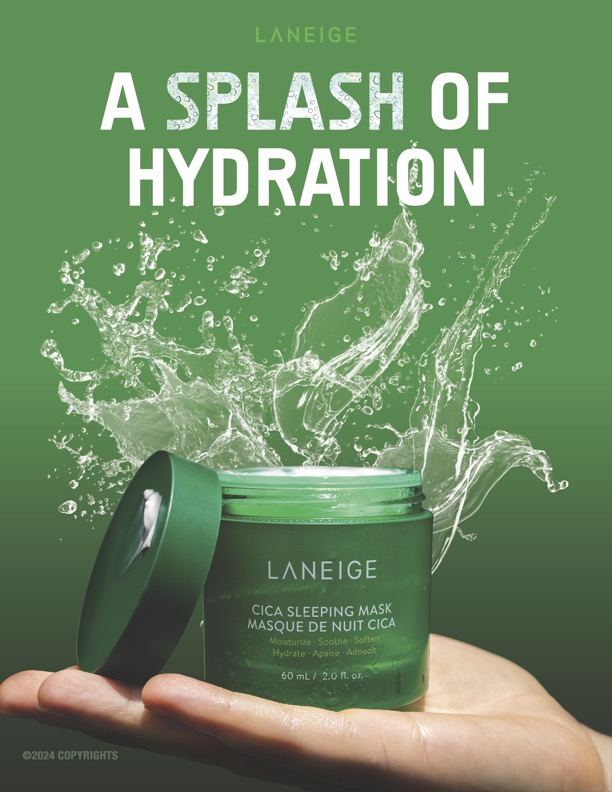 LANEIGE
A SPLASH OF
HYDRATION
LANEIGE
CICA SLEEPING MASK
MASQUE DE NUIT CICA
Moisturize · Soothe · Soften
Hydrate · Apaise · Adoucit
60 mL / 2.0 fl. oz.
©2024 COPYRIGHTS